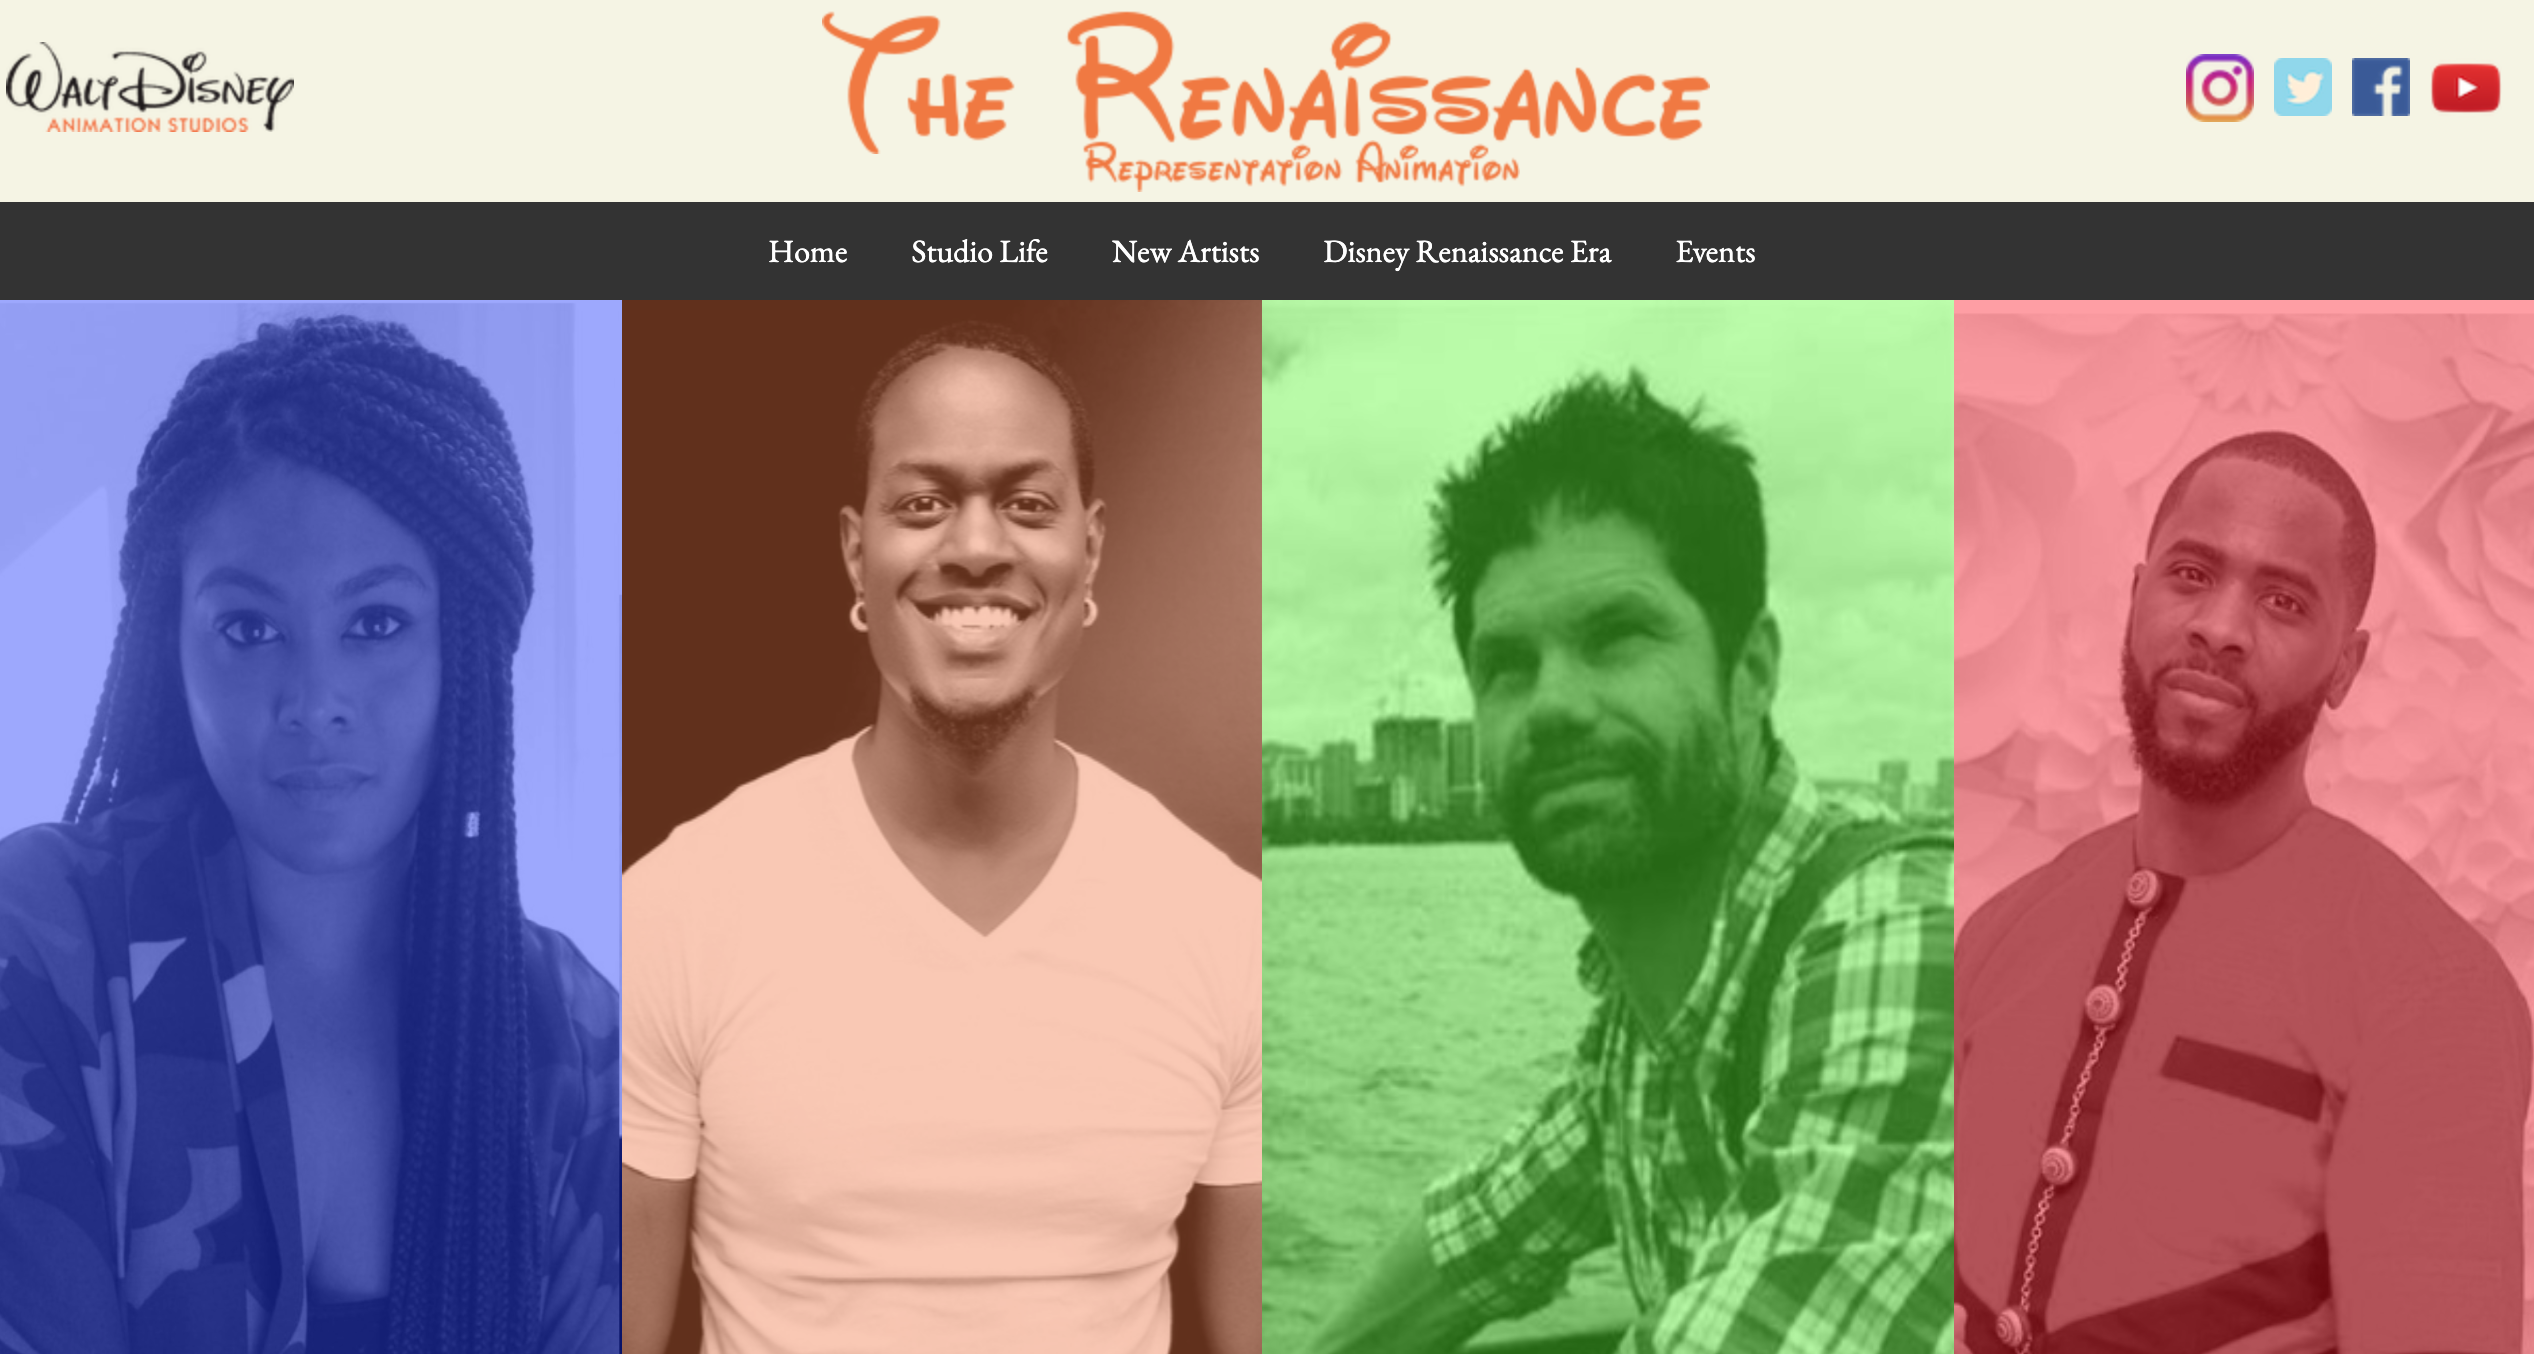 WALT DISNEY
ANIMATION STUDIOS
THE RENAISSANCE
REPRESENTATION ANIMATION
Home Studio Life New Artists Disney Renaissance Era Events